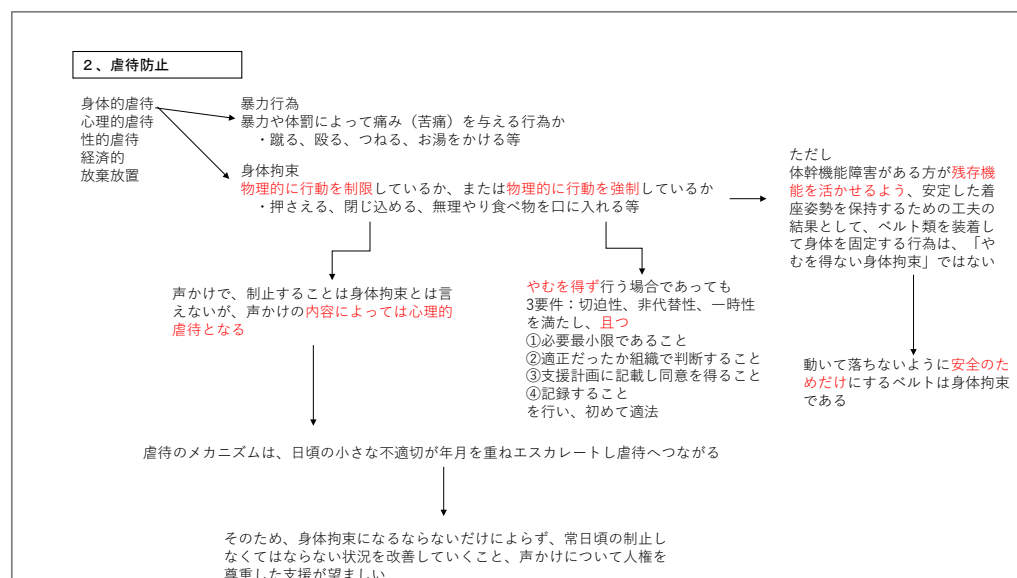 ２、虐待防止
身体的虐待
心理的虐待
性的虐待
経済的
放棄放置
暴力行為
暴力や体罰によって痛み（苦痛）を与える行為か
・蹴る、殴る、つねる、お湯をかける等
身体拘束
物理的に行動を制限しているか、または物理的に行動を強制しているか
・押さえる、閉じ込める、無理やり食べ物を口に入れる等
ただし
体幹機能障害がある方が残存機
能を活かせるよう、安定した着
座姿勢を保持するための工夫の
結果として、ベルト類を装着し
て身体を固定する行為は、「や
むを得ない身体拘束」ではない
声かけで、制止することは身体拘束とは言
えないが、声かけの内容によっては心理的
虐待となる
やむを得ず行う場合であっても
3要件：切迫性、非代替性、一時性
を満たし、且つ
①必要最小限であること
②適正だったか組織で判断すること
③支援計画に記載し同意を得ること
④記録すること
を行い、初めて適法
動いて落ちないように安全のた
めだけにするベルトは身体拘束
である
虐待のメカニズムは、日頃の小さな不適切が年月を重ねエスカレートし虐待へつながる
そのため、身体拘束になるならないだけによらず、常日頃の制止し
なくてはならない状況を改善していくこと、声かけについて人権を
尊重した支援が望ましい